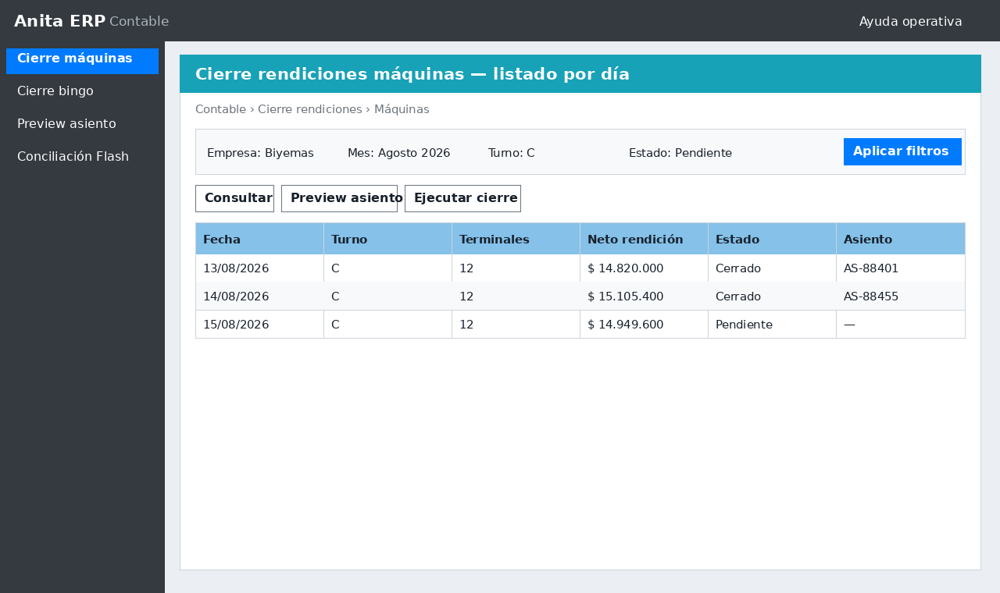 Anita ERP Contable
Ayuda operativa
Cierre máquinas
Cierre bingo
Preview asiento
Conciliación Flash
Cierre rendiciones máquinas — listado por día
Contable › Cierre rendiciones › Máquinas
Empresa: Biyemas Mes: Agosto 2026 Turno: C Estado: Pendiente Aplicar filtros
Consultar Preview asiento Ejecutar cierre
Fecha Turno Terminales Neto rendición Estado Asiento
13/08/2026 C 12 $ 14.820.000 Cerrado AS-88401
14/08/2026 C 12 $ 15.105.400 Cerrado AS-88455
15/08/2026 C 12 $ 14.949.600 Pendiente —